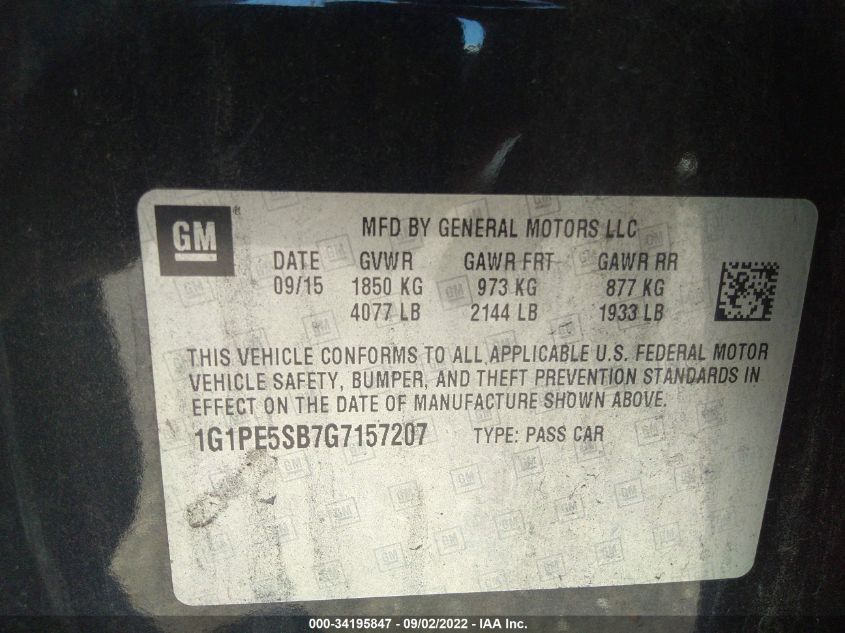 GM ®
MFD BY GENERAL MOTORS LLC
DATE GVWR GAWR FRT GAWR RR
09/15 1850 KG 973 KG 877 KG
4077 LB 2144 LB 1933 LB
THIS VEHICLE CONFORMS TO ALL APPLICABLE U.S. FEDERAL MOTOR
VEHICLE SAFETY, BUMPER, AND THEFT PREVENTION STANDARDS IN
EFFECT ON THE DATE OF MANUFACTURE SHOWN ABOVE.
1G1PE5SB7G7157207 TYPE: PASS CAR
000-34195847 - 09/02/2022 - IAA Inc.